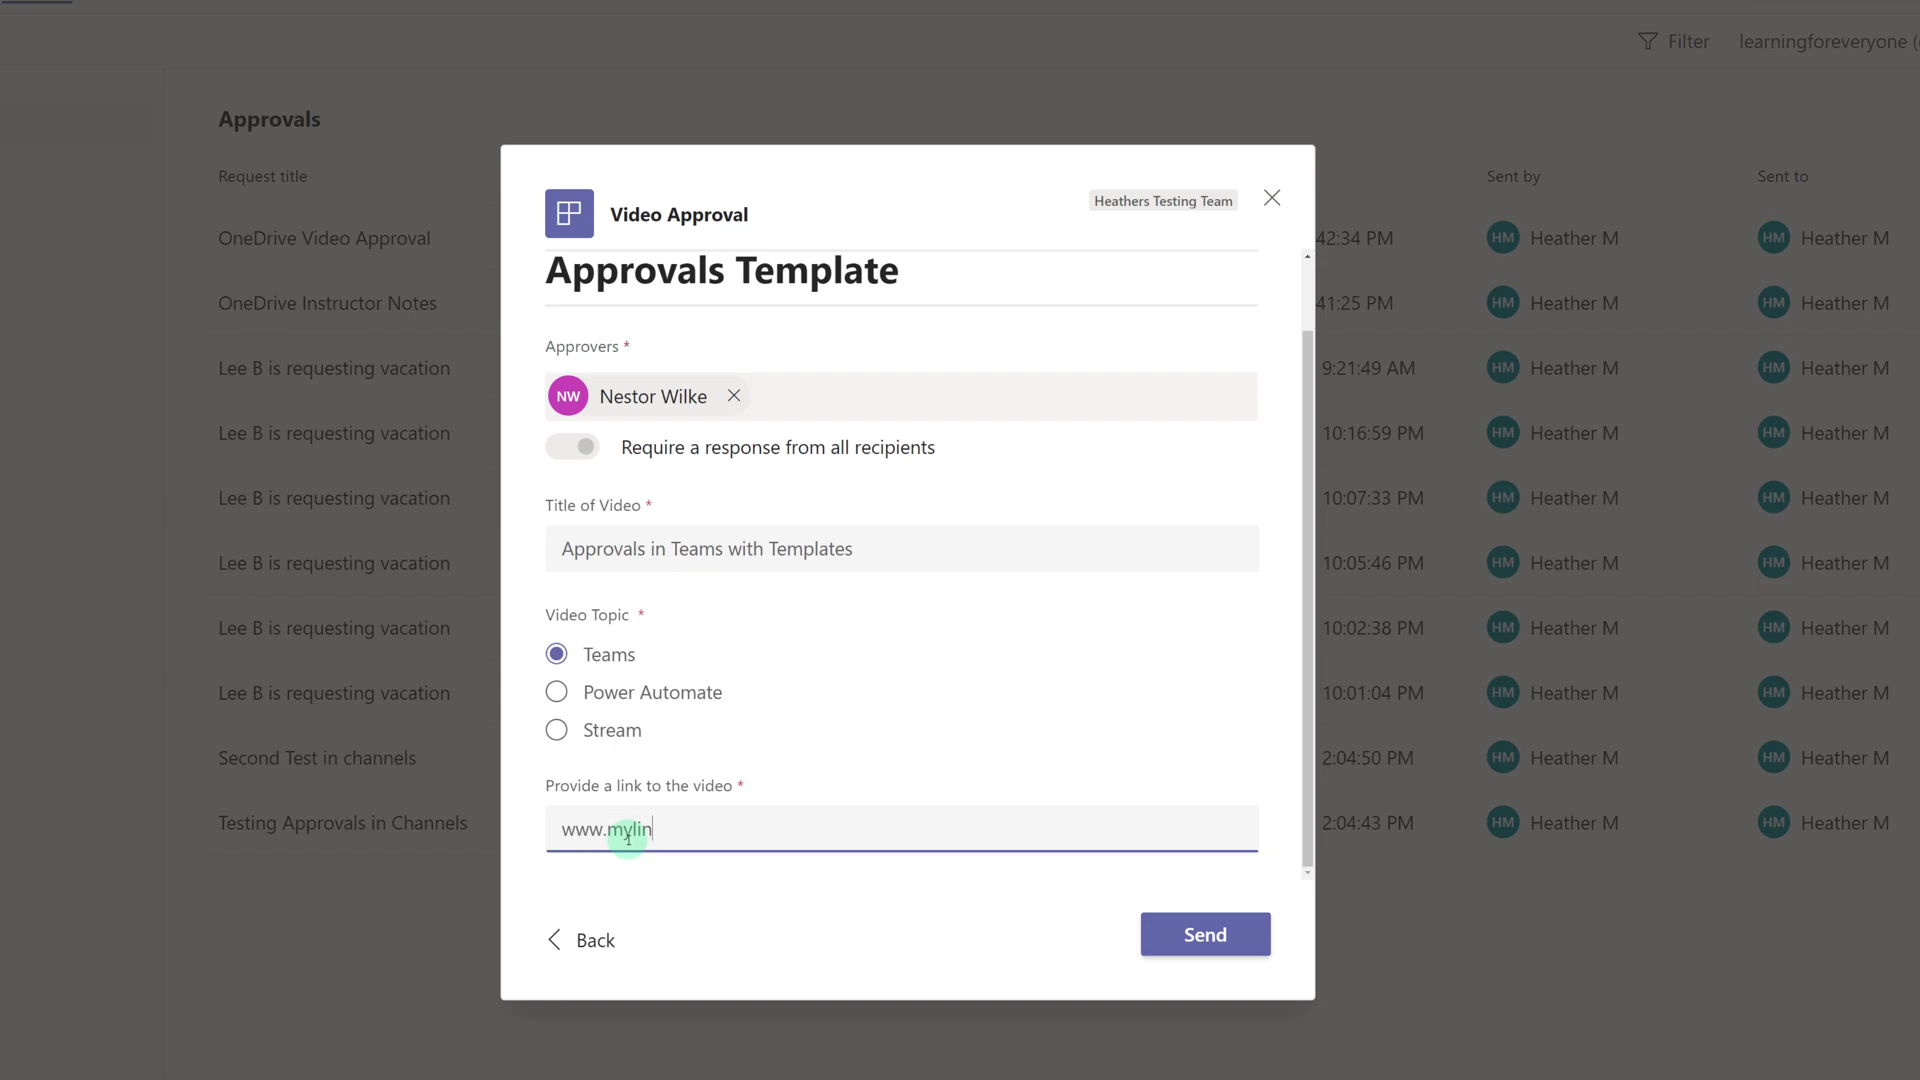 Filter learningforeveryone (
Approvals
Request title
Sent by
Sent to
OneDrive Video Approval
42:34 PM
HM Heather M
HM Heather M
OneDrive Instructor Notes
41:25 PM
HM Heather M
HM Heather M
Lee B is requesting vacation
9:21:49 AM
HM Heather M
HM Heather M
Lee B is requesting vacation
10:16:59 PM
HM Heather M
HM Heather M
Lee B is requesting vacation
10:07:33 PM
HM Heather M
HM Heather M
Lee B is requesting vacation
10:05:46 PM
HM Heather M
HM Heather M
Lee B is requesting vacation
10:02:38 PM
HM Heather M
HM Heather M
Lee B is requesting vacation
10:01:04 PM
HM Heather M
HM Heather M
Second Test in channels
2:04:50 PM
HM Heather M
HM Heather M
Testing Approvals in Channels
2:04:43 PM
HM Heather M
HM Heather M
Video Approval
Heathers Testing Team
Approvals Template
Approvers *
NW Nestor Wilke
Require a response from all recipients
Title of Video *
Approvals in Teams with Templates
Video Topic *
Teams
Power Automate
Stream
Provide a link to the video *
www.mylin
Back
Send